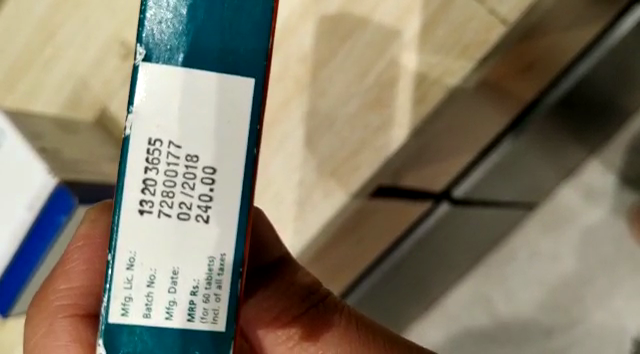 Mfg. Lic. No.: 13203655
Batch No.: 72800177
Mfg. Date: 02/2018
MRP Rs.: 240.00
(for 60 tablets)
Incl. of all taxes